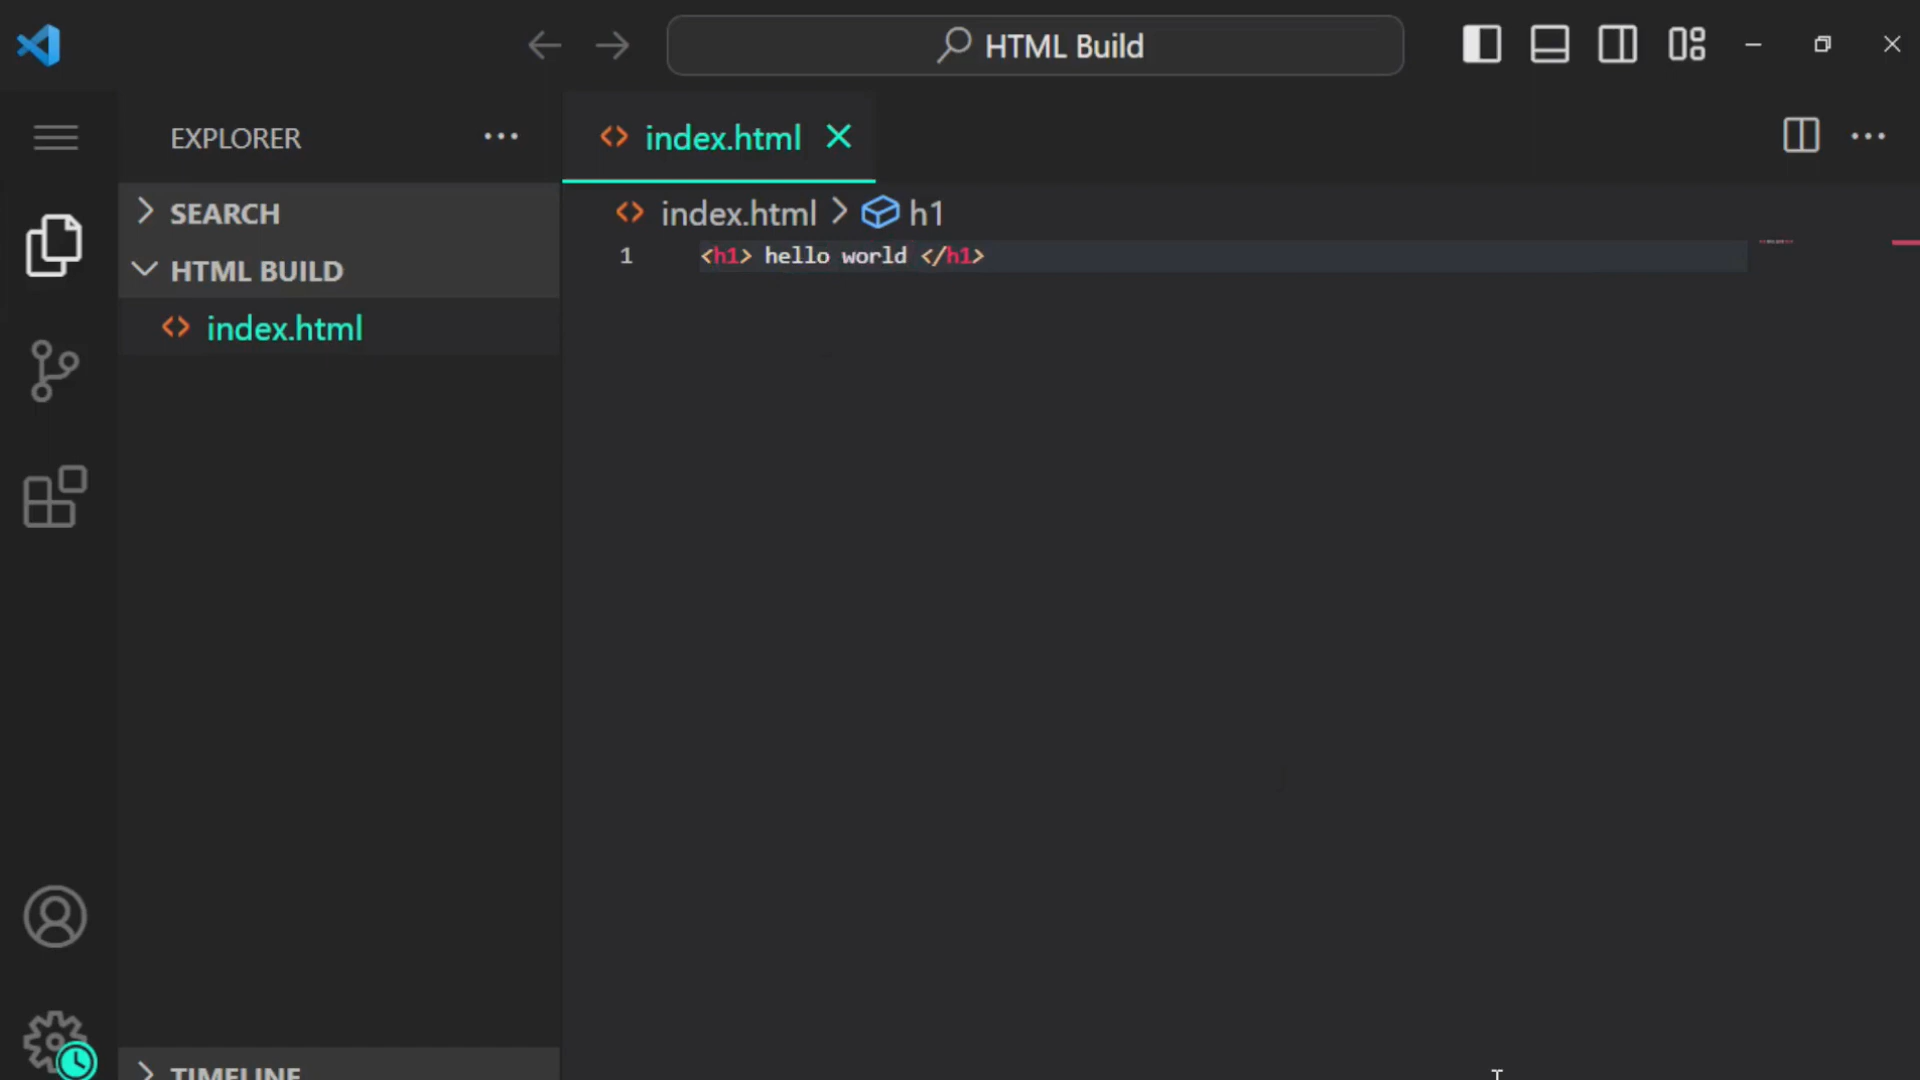 HTML Build
EXPLORER
index.html
SEARCH
index.html > h1
HTML BUILD
1 <h1> hello world </h1>
index.html
TIMELINE